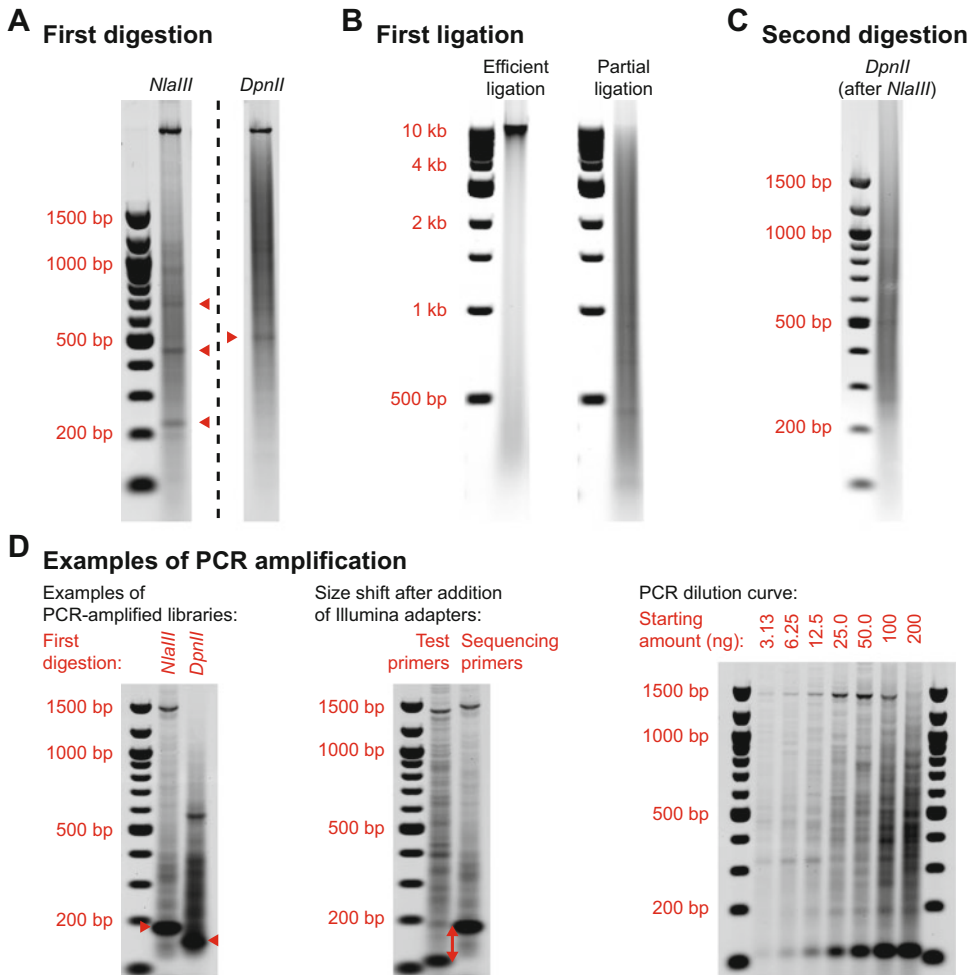 A First digestion
NlaIII
DpnII
1500 bp
1000 bp
500 bp
200 bp
B First ligation
Efficient
ligation
Partial
ligation
10 kb
4 kb
2 kb
1 kb
500 bp
C Second digestion
DpnII
(after NlaIII)
1500 bp
1000 bp
500 bp
200 bp
D Examples of PCR amplification
Examples of
PCR-amplified libraries:
First
digestion:
NlaIII
DpnII
1500 bp
1000 bp
500 bp
200 bp
Size shift after addition
of Illumina adapters:
Test
primers
Sequencing
primers
1500 bp
1000 bp
500 bp
200 bp
PCR dilution curve:
Starting
amount (ng):
3.13
6.25
12.5
25.0
50.0
100
200
1500 bp
1000 bp
500 bp
200 bp